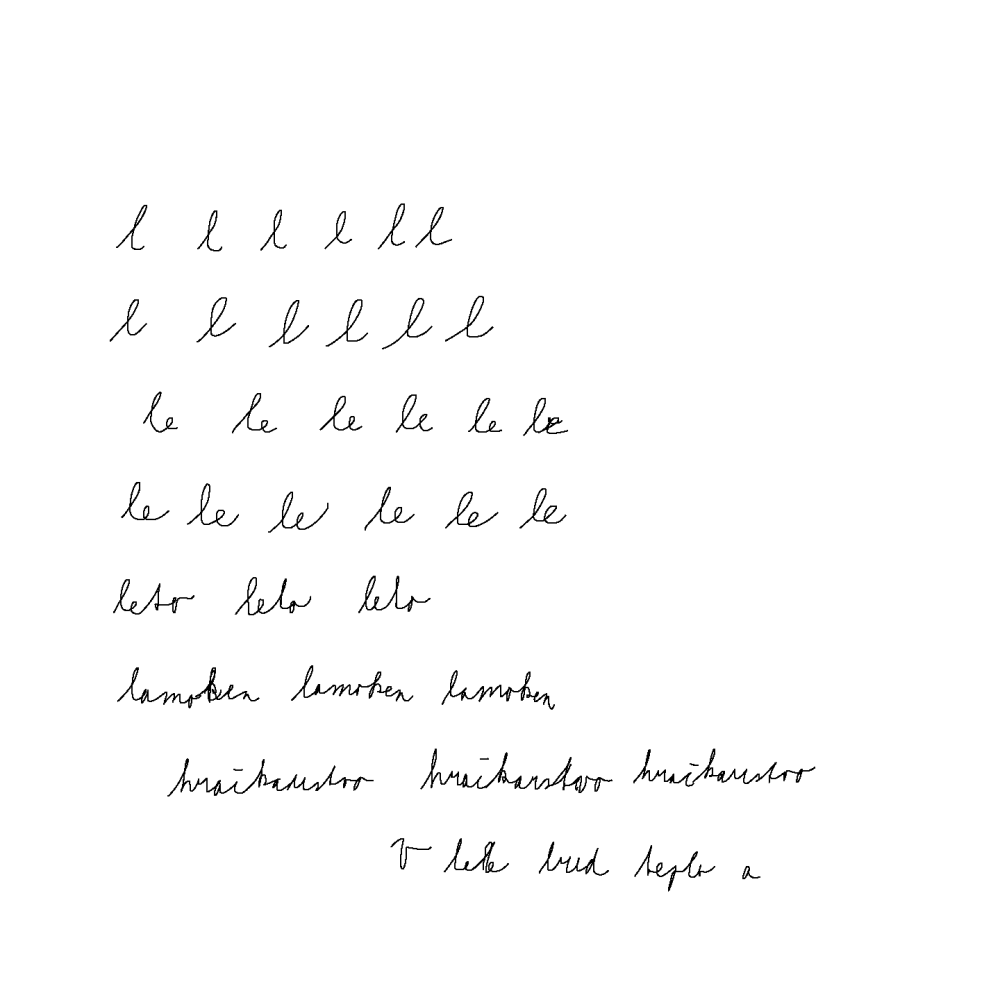 l l l l l l
l l l l l l
le le le le le le
le le le le le le
leto leto leto
lamoken lamoken lamoken
hračkarstvo hračkarstvo hračkarstvo
V lete bud teplo a